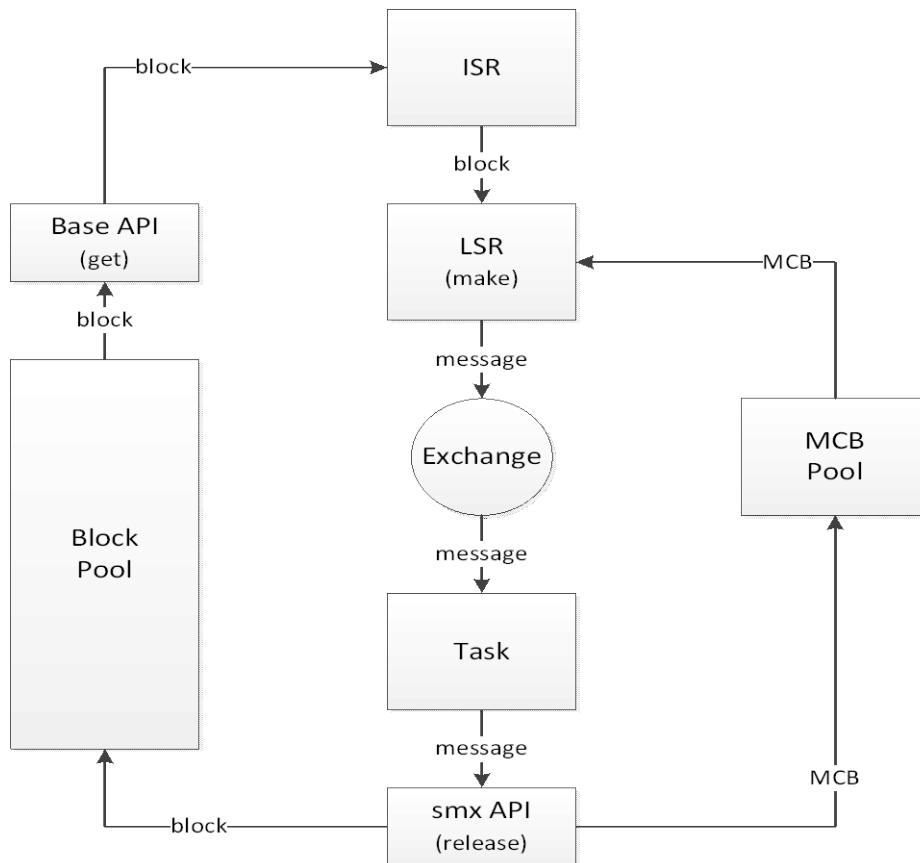 block
ISR
block
Base API
(get)
LSR
(make)
MCB
block
message
Exchange
MCB
Pool
Block
Pool
message
Task
message
MCB
block
smx API
(release)